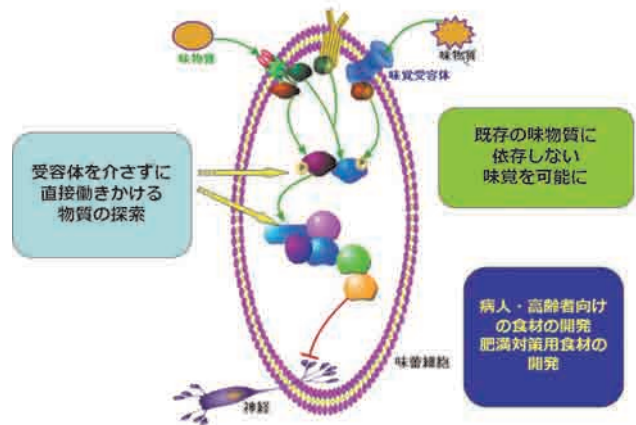 味物質
味物質
味覚受容体
受容体を介さずに
直接働きかける
物質の探索
既存の味物質に
依存しない
味覚を可能に
P
P
病人・高齢者向け
の食材の開発
肥満対策用食材の
開発
味蕾細胞
神経